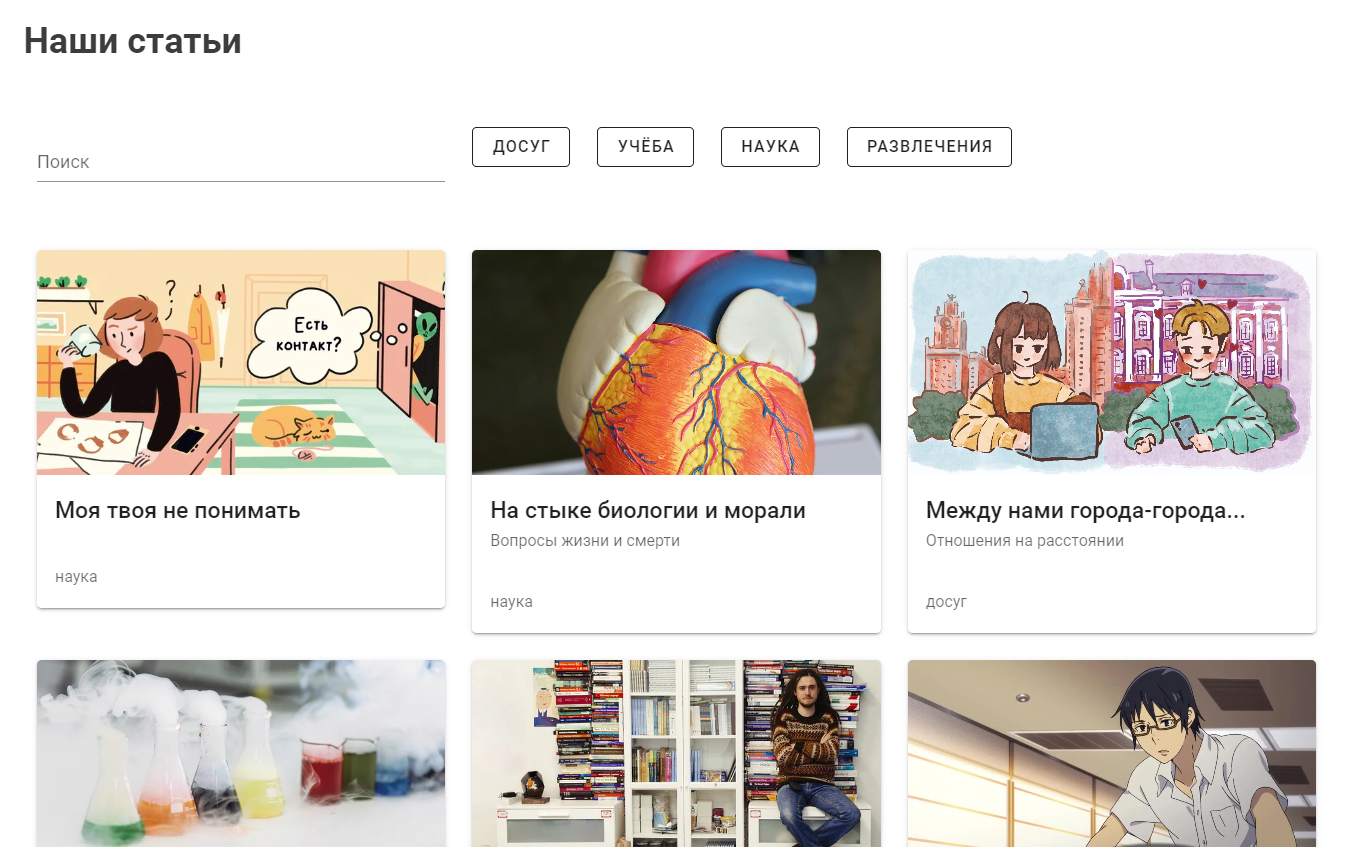 Наши статьи
Поиск
ДОСУГ
УЧЁБА
НАУКА
РАЗВЛЕЧЕНИЯ
Есть
контакт?
Моя твоя не понимать
наука
На стыке биологии и морали
Вопросы жизни и смерти
наука
Между нами города-города...
Отношения на расстоянии
досуг